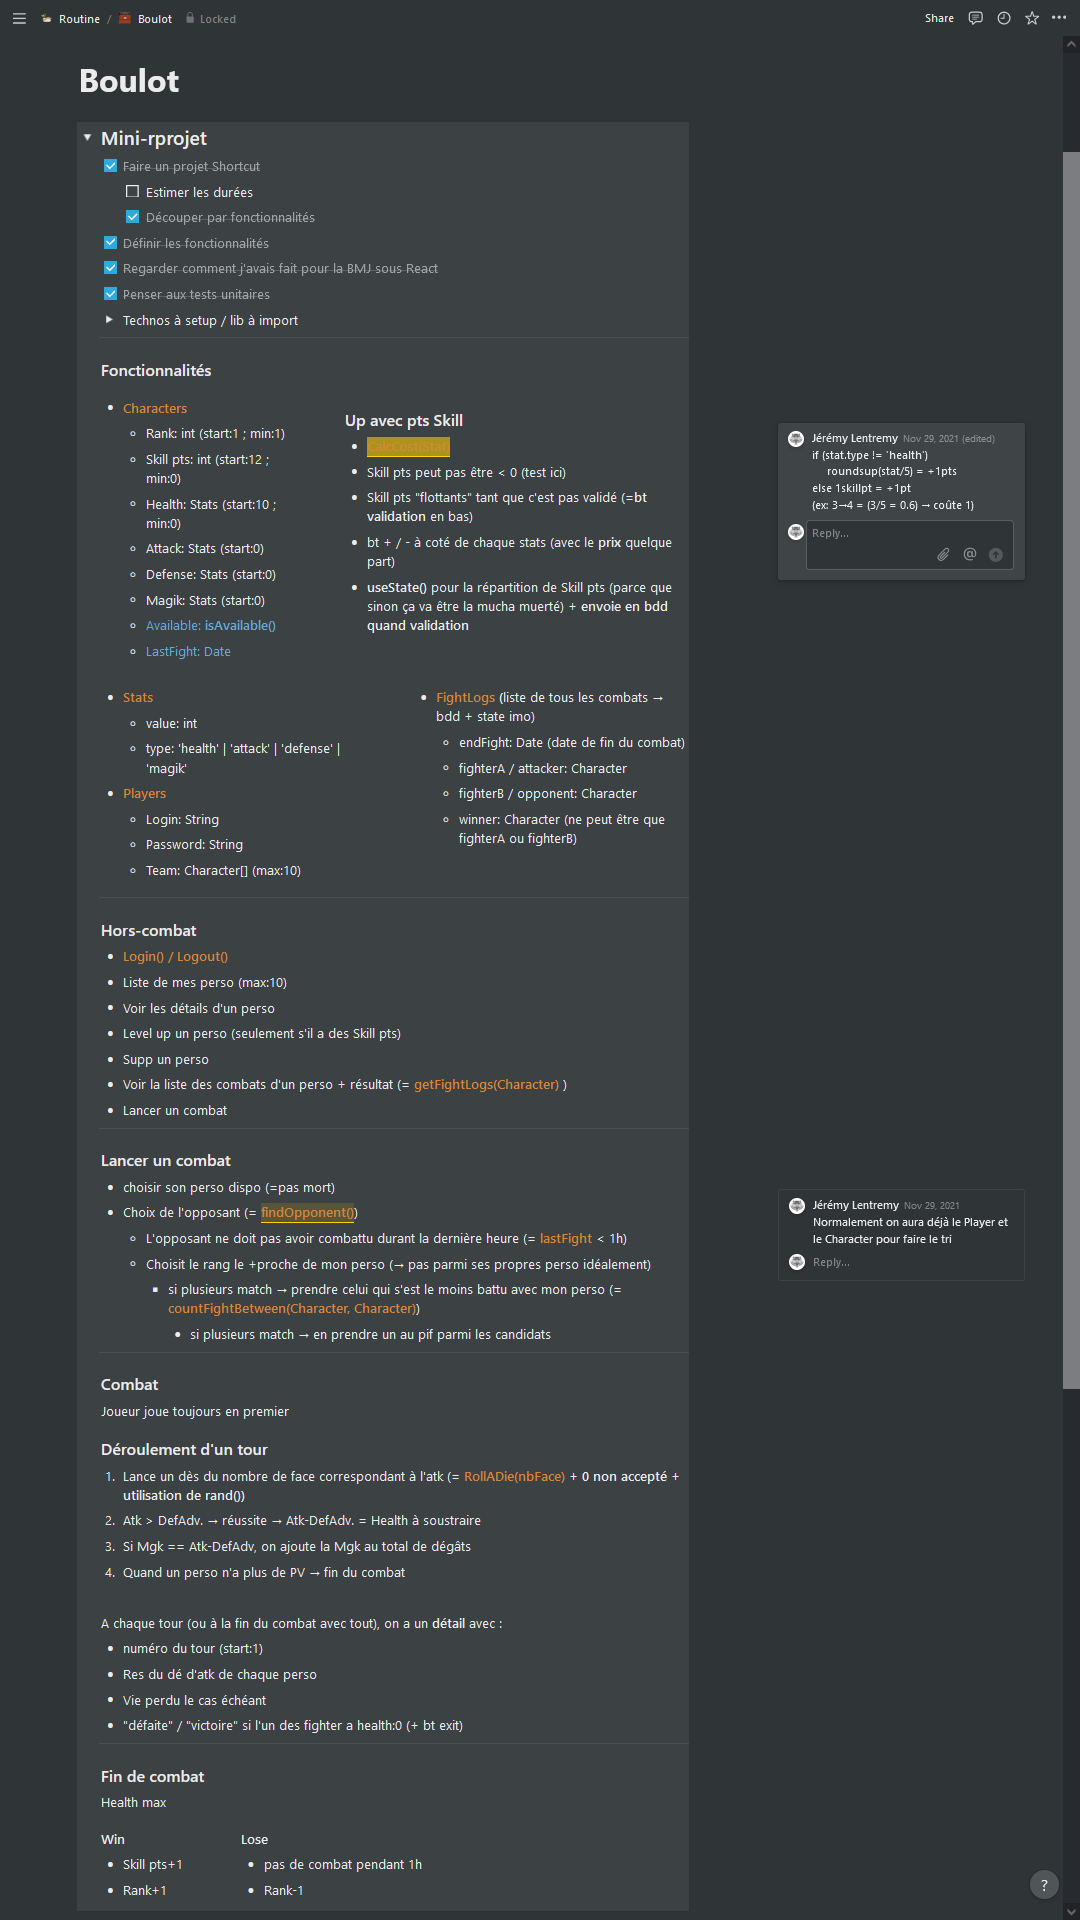 Routine / Boulot Locked
Share
Boulot
Mini-rprojet
Faire un projet Shortcut
Estimer les durées
Découper par fonctionnalités
Définir les fonctionnalités
Regarder comment j'avais fait pour la BMJ sous React
Penser aux tests unitaires
Technos à setup / lib à import
Fonctionnalités
Characters
Rank: int (start:1 ; min:1)
Skill pts: int (start:12 ;
min:0)
Health: Stats (start:10 ;
min:0)
Attack: Stats (start:0)
Defense: Stats (start:0)
Magik: Stats (start:0)
Available: isAvailable()
LastFight: Date
Up avec pts Skill
Skill pts peut pas être < 0 (test ici)
Skill pts "flottants" tant que c'est pas validé (=bt
validation en bas)
bt + / - à coté de chaque stats (avec le prix quelque
part)
useState() pour la répartition de Skill pts (parce que
sinon ça va être la mucha muerté) + envoie en bdd
quand validation
Jérémy Lentremy Nov 29, 2021 (edited)
if (stat.type != 'health')
roundsup(stat/5) = +1pts
else 1skillpt = +1pt
(ex: 3→4 = (3/5 = 0.6) → coûte 1)
Reply...
Stats
value: int
type: 'health' | 'attack' | 'defense' |
'magik'
Players
Login: String
Password: String
Team: Character[] (max:10)
FightLogs (liste de tous les combats →
bdd + state imo)
endFight: Date (date de fin du combat)
fighterA / attacker: Character
fighterB / opponent: Character
winner: Character (ne peut être que
fighterA ou fighterB)
Hors-combat
Login() / Logout()
Liste de mes perso (max:10)
Voir les détails d'un perso
Level up un perso (seulement s'il a des Skill pts)
Supp un perso
Voir la liste des combats d'un perso + résultat (= getFightLogs(Character) )
Lancer un combat
Lancer un combat
choisir son perso dispo (=pas mort)
Choix de l'opposant (= findOpponent())
L'opposant ne doit pas avoir combattu durant la dernière heure (= lastFight < 1h)
Choisit le rang le +proche de mon perso (→ pas parmi ses propres perso idéalement)
si plusieurs match → prendre celui qui s'est le moins battu avec mon perso (=
countFightBetween(Character, Character))
si plusieurs match → en prendre un au pif parmi les candidats
Jérémy Lentremy Nov 29, 2021
Normalement on aura déjà le Player et
le Character pour faire le tri
Reply...
Combat
Joueur joue toujours en premier
Déroulement d'un tour
1. Lance un dès du nombre de face correspondant à l'atk (= RollADie(nbFace) + 0 non accepté +
utilisation de rand())
2. Atk > DefAdv. → réussite → Atk-DefAdv. = Health à soustraire
3. Si Mgk == Atk-DefAdv, on ajoute la Mgk au total de dégâts
4. Quand un perso n'a plus de PV → fin du combat
A chaque tour (ou à la fin du combat avec tout), on a un détail avec :
numéro du tour (start:1)
Res du dé d'atk de chaque perso
Vie perdu le cas échéant
"défaite" / "victoire" si l'un des fighter a health:0 (+ bt exit)
Fin de combat
Health max
Win
Skill pts+1
Rank+1
Lose
pas de combat pendant 1h
Rank-1
?